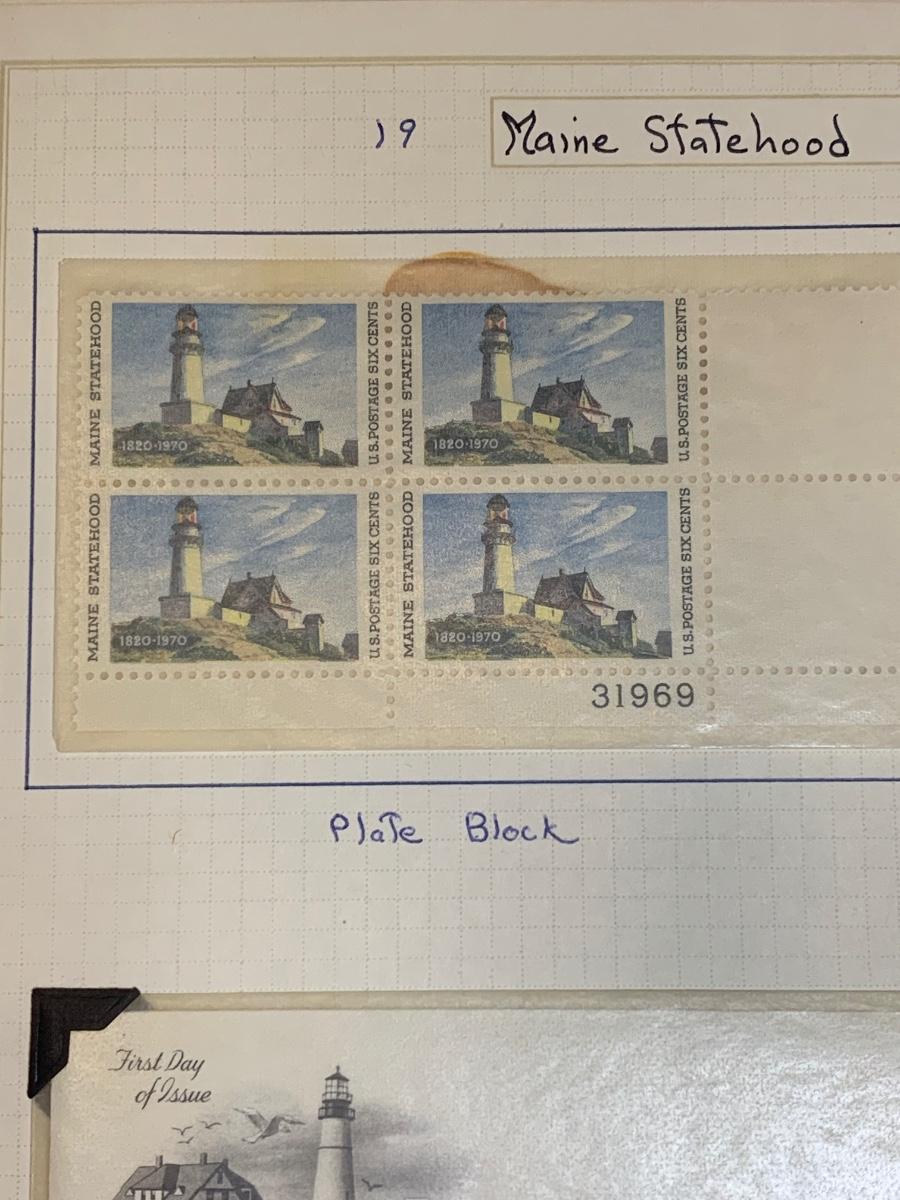 19
Maine Statehood
MAINE STATEHOOD
1820·1970
U.S.POSTAGE SIX CENTS
MAINE STATEHOOD
1820·1970
U.S.POSTAGE SIX CENTS
MAINE STATEHOOD
1820·1970
U.S.POSTAGE SIX CENTS
MAINE STATEHOOD
1820·1970
U.S.POSTAGE SIX CENTS
31969
Plate Block
First Day
of Issue